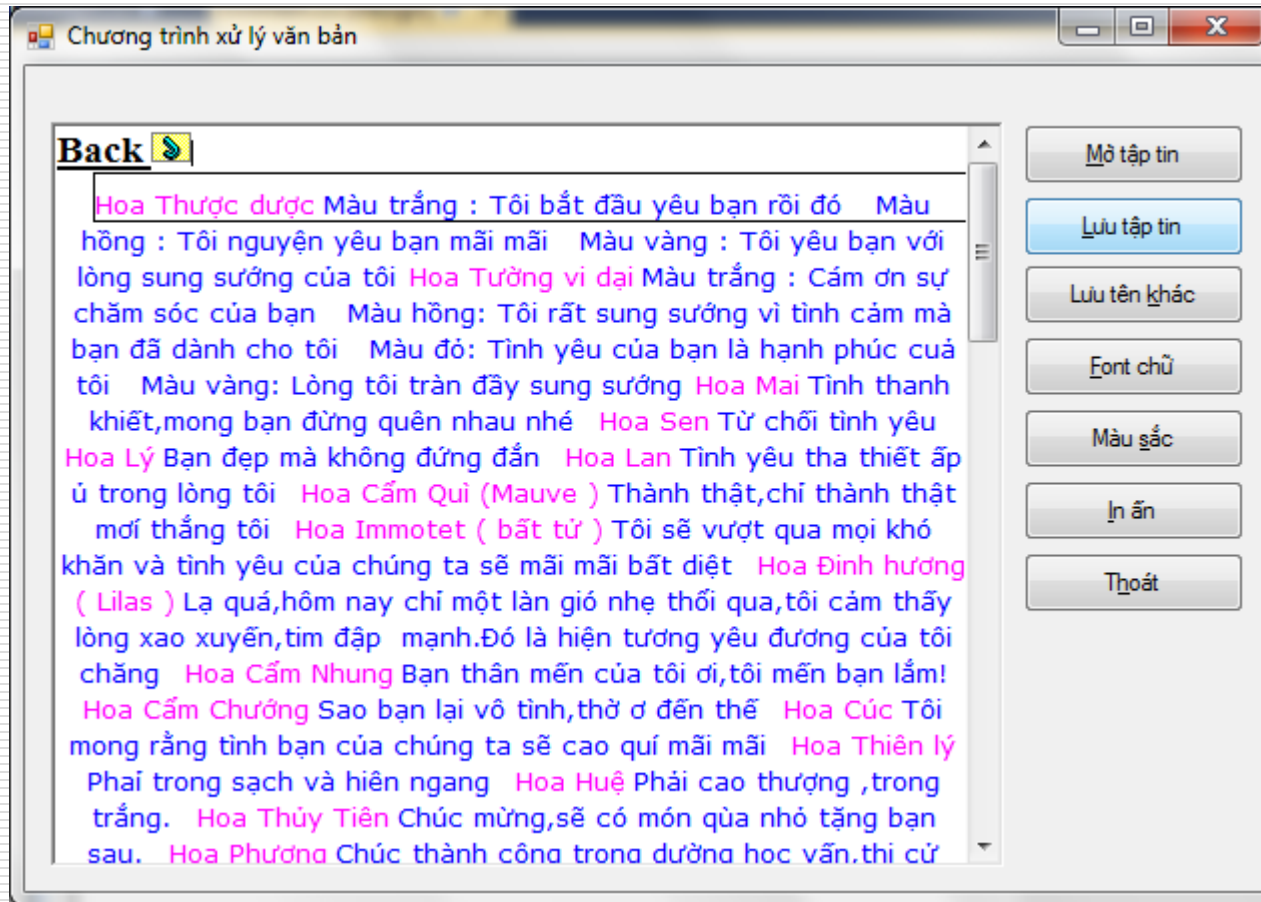 Chương trình xử lý văn bản
Back
Hoa Thược dược Màu trắng : Tôi bắt đầu yêu bạn rồi đó Màu
hồng : Tôi nguyện yêu bạn mãi mãi Màu vàng : Tôi yêu bạn với
lòng sung sướng của tôi Hoa Tường vi dại Màu trắng : Cám ơn sự
chăm sóc của bạn Màu hồng: Tôi rất sung sướng vì tình cảm mà
bạn đã dành cho tôi Màu đỏ: Tình yêu của bạn là hạnh phúc cuả
tôi Màu vàng: Lòng tôi tràn đầy sung sướng Hoa Mai Tình thanh
khiết,mong bạn đừng quên nhau nhé Hoa Sen Từ chối tình yêu
Hoa Lý Bạn đẹp mà không đứng đắn Hoa Lan Tình yêu tha thiết ấp
ủ trong lòng tôi Hoa Cẩm Quì (Mauve ) Thành thật,chỉ thành thật
mơí thắng tôi Hoa Immotet ( bất tử ) Tôi sẽ vượt qua mọi khó
khăn và tình yêu của chúng ta sẽ mãi mãi bất diệt Hoa Đinh hương
( Lilas ) Lạ quá,hôm nay chỉ một làn gió nhẹ thổi qua,tôi cảm thấy
lòng xao xuyến,tim đập mạnh.Đó là hiện tương yêu đương của tôi
chăng Hoa Cẩm Nhung Bạn thân mến của tôi ơi,tôi mến bạn lắm!
Hoa Cẩm Chướng Sao bạn lại vô tình,thờ ơ đến thế Hoa Cúc Tôi
mong rằng tình bạn của chúng ta sẽ cao quí mãi mãi Hoa Thiên lý
Phaỉ trong sạch và hiên ngang Hoa Huệ Phải cao thượng ,trong
trắng. Hoa Thủy Tiên Chúc mừng,sẽ có món qùa nhỏ tặng bạn
sau. Hoa Phượng Chúc thành công trong dường học vấn,thi cử
Mở tập tin
Lưu tập tin
Lưu tên khác
Font chữ
Màu sắc
In ấn
Thoát